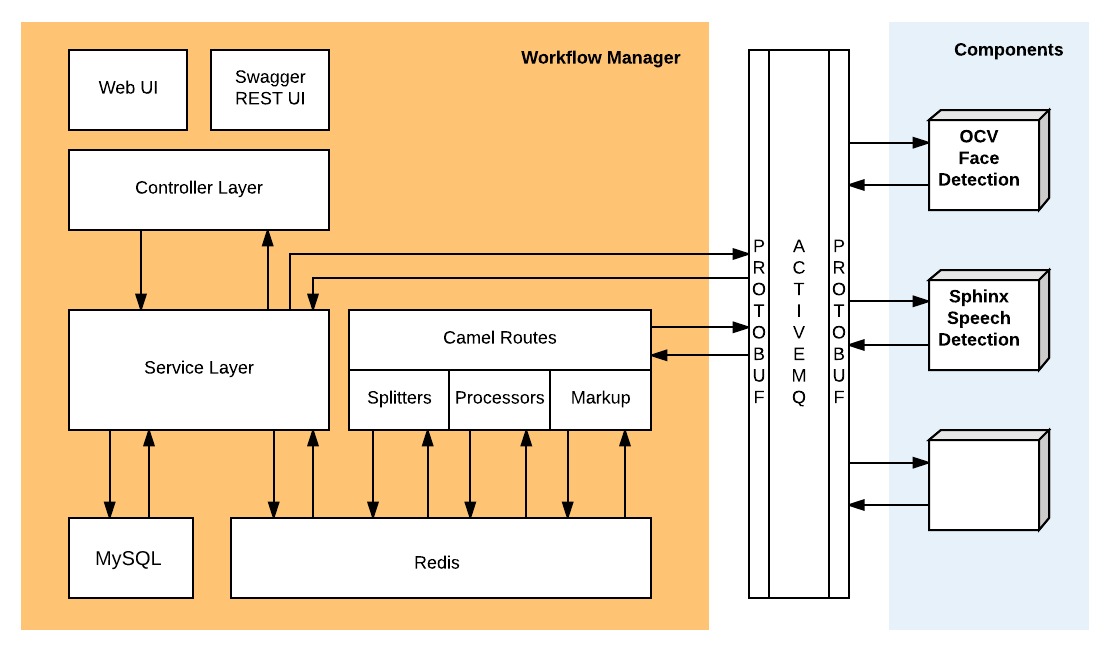 Workflow Manager
Components
Web UI
Swagger
REST UI
Controller Layer
Service Layer
Camel Routes
Splitters
Processors
Markup
MySQL
Redis
PROTOBUF
ACTIVEMQ
PROTOBUF
OCV
Face
Detection
Sphinx
Speech
Detection